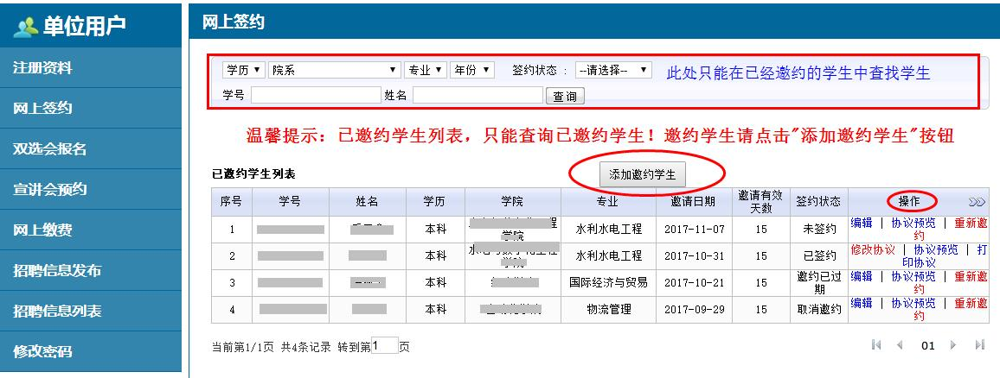 单位用户
注册资料
网上签约
双选会报名
宣讲会预约
网上缴费
招聘信息发布
招聘信息列表
修改密码
网上签约
学历 院系 专业 年份 签约状态 : --请选择-- 此处只能在已经邀约的学生中查找学生
学号 姓名 查询
温馨提示：已邀约学生列表，只能查询已邀约学生！邀约学生请点击"添加邀约学生"按钮
已邀约学生列表 添加邀约学生
序号 学号 姓名 学历 学院 专业 邀请日期 邀请有效 签约状态 操作
天数
1 本科 程 水利水电工程 2017-11-07 15 未签约 编辑 | 协议预览 | 重新邀
学院 约
2 本科 水利水电工程 2017-10-31 15 已签约 修改协议 | 协议预览 | 打
印协议
3 本科 国际经济与贸易 2017-10-21 15 邀约已过 编辑 | 协议预览 | 重新邀
期 约
4 本科 物流管理 2017-09-29 15 取消邀约 编辑 | 协议预览 | 重新邀
约
当前第1/1页 共4条记录 转到第1页 01